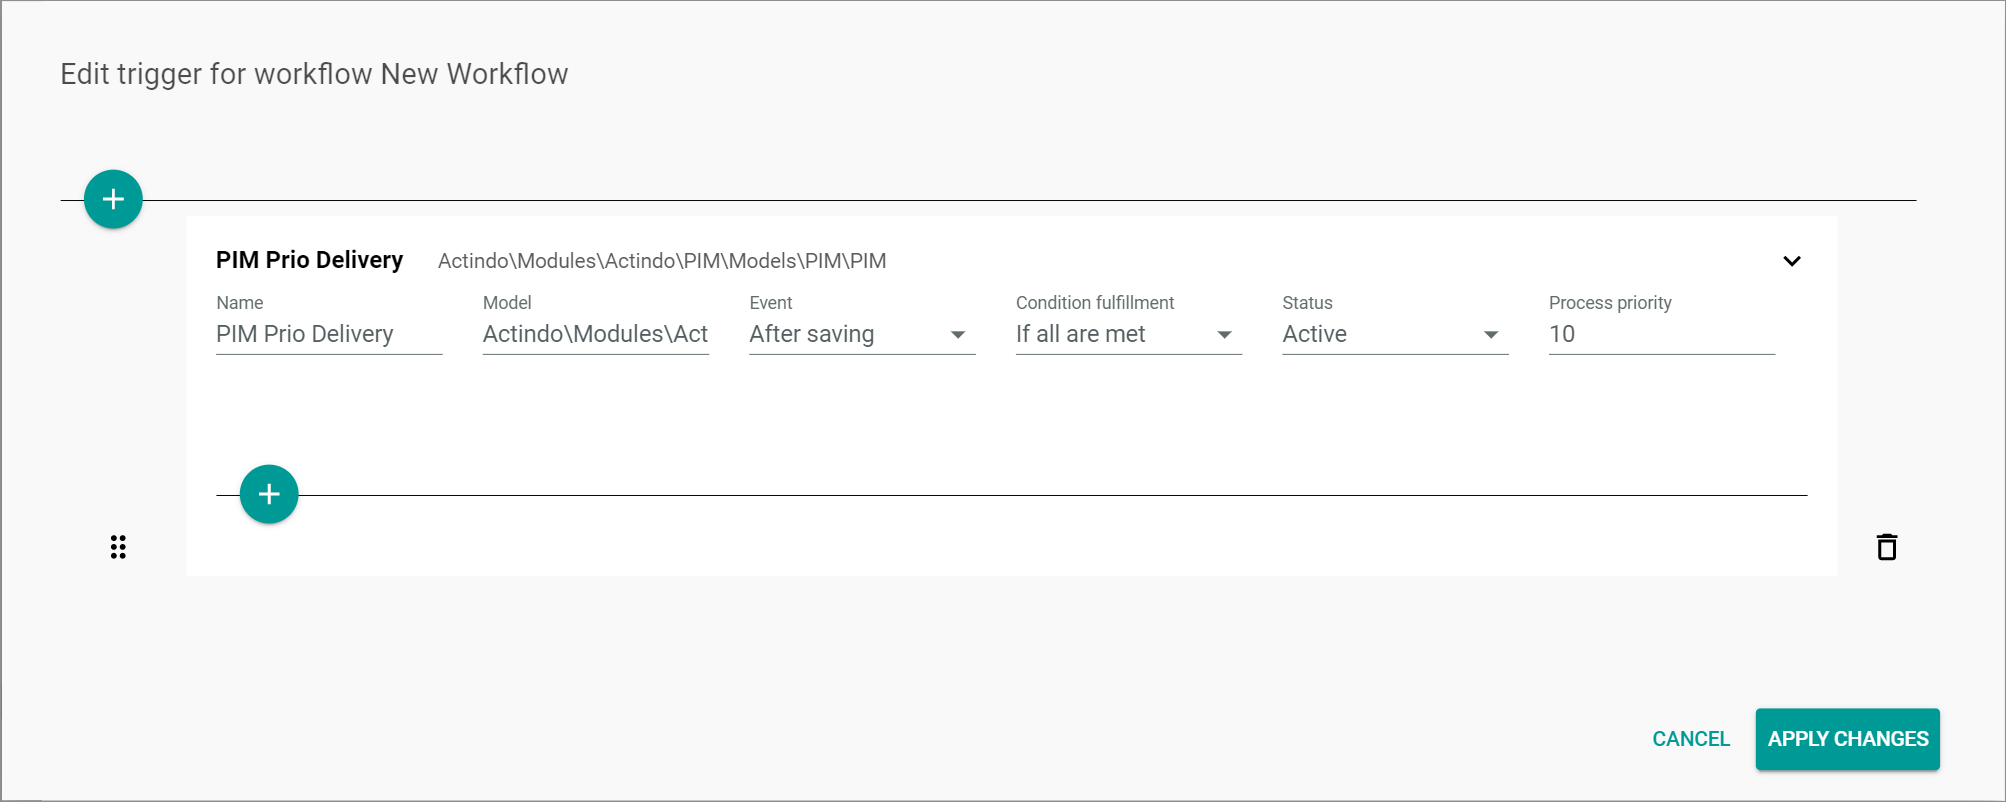 Edit trigger for workflow New Workflow
PIM Prio Delivery Actindo\Modules\Actindo\PIM\Models\PIM\PIM
Name Model Event Condition fulfillment Status Process priority
PIM Prio Delivery Actindo\Modules\Act After saving If all are met Active 10
CANCEL APPLY CHANGES